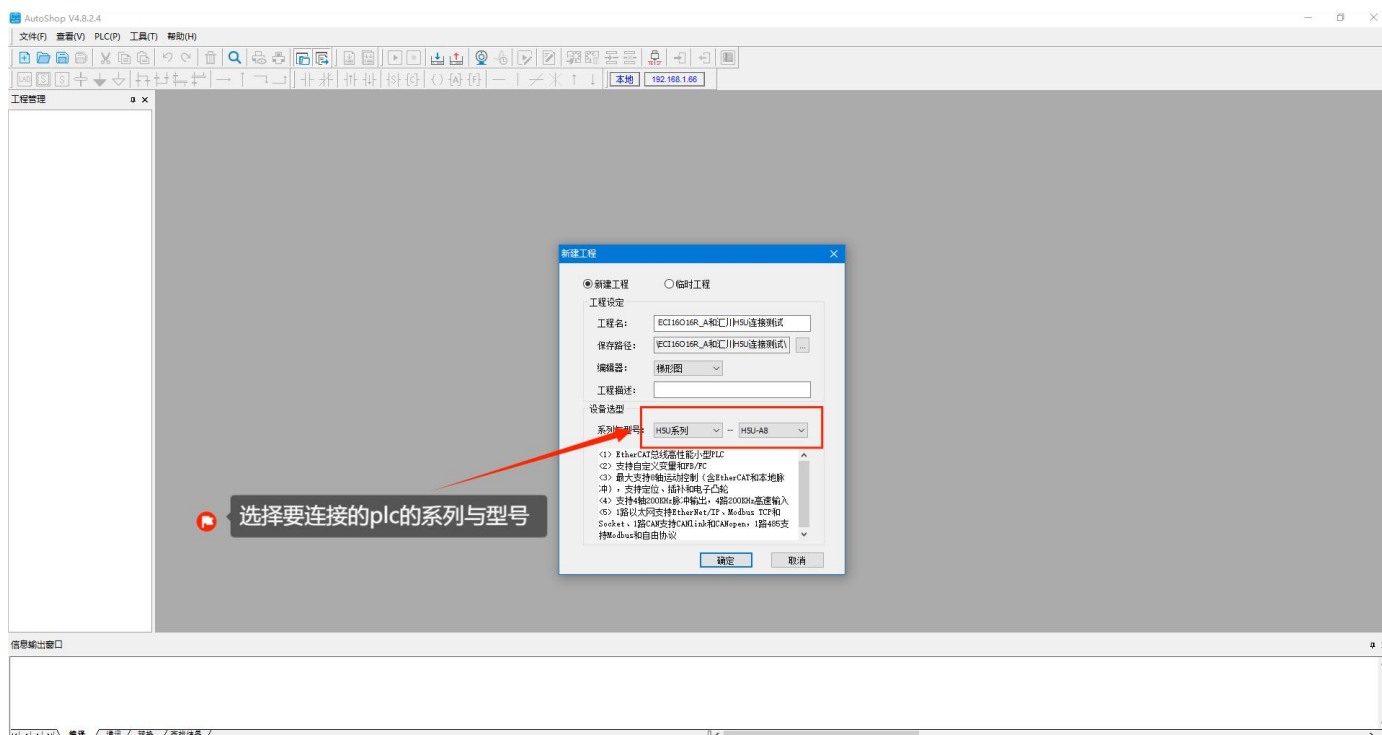 AutoShop V4.8.2.4
文件(F) 查看(V) PLC(P) 工具(T) 帮助(H)
本地 192.168.1.66
工程管理
新建工程
新建工程 临时工程
工程设定
工程名: ECI16O16R_A和汇川H5U连接测试
保存路径: \ECI16O16R_A和汇川H5U连接测试\ ...
编辑器: 梯形图
工程描述:
设备选型
系列与型号: H5U系列 -- H5U-A8
<1> EtherCAT总线高性能小型PLC
<2> 支持自定义变量和FB/FC
<3> 最大支持8轴运动控制（含EtherCAT和本地脉
冲），支持定位、插补和电子凸轮
<4> 支持4轴200KHz脉冲输出，4路200KHz高速输入
<5> 1路以太网支持EtherNet/IP、Modbus TCP和
Socket、1路CAN支持CANlink和CANopen，1路485支
持Modbus和自由协议
选择要连接的plc的系列与型号
确定 取消
信息输出窗口